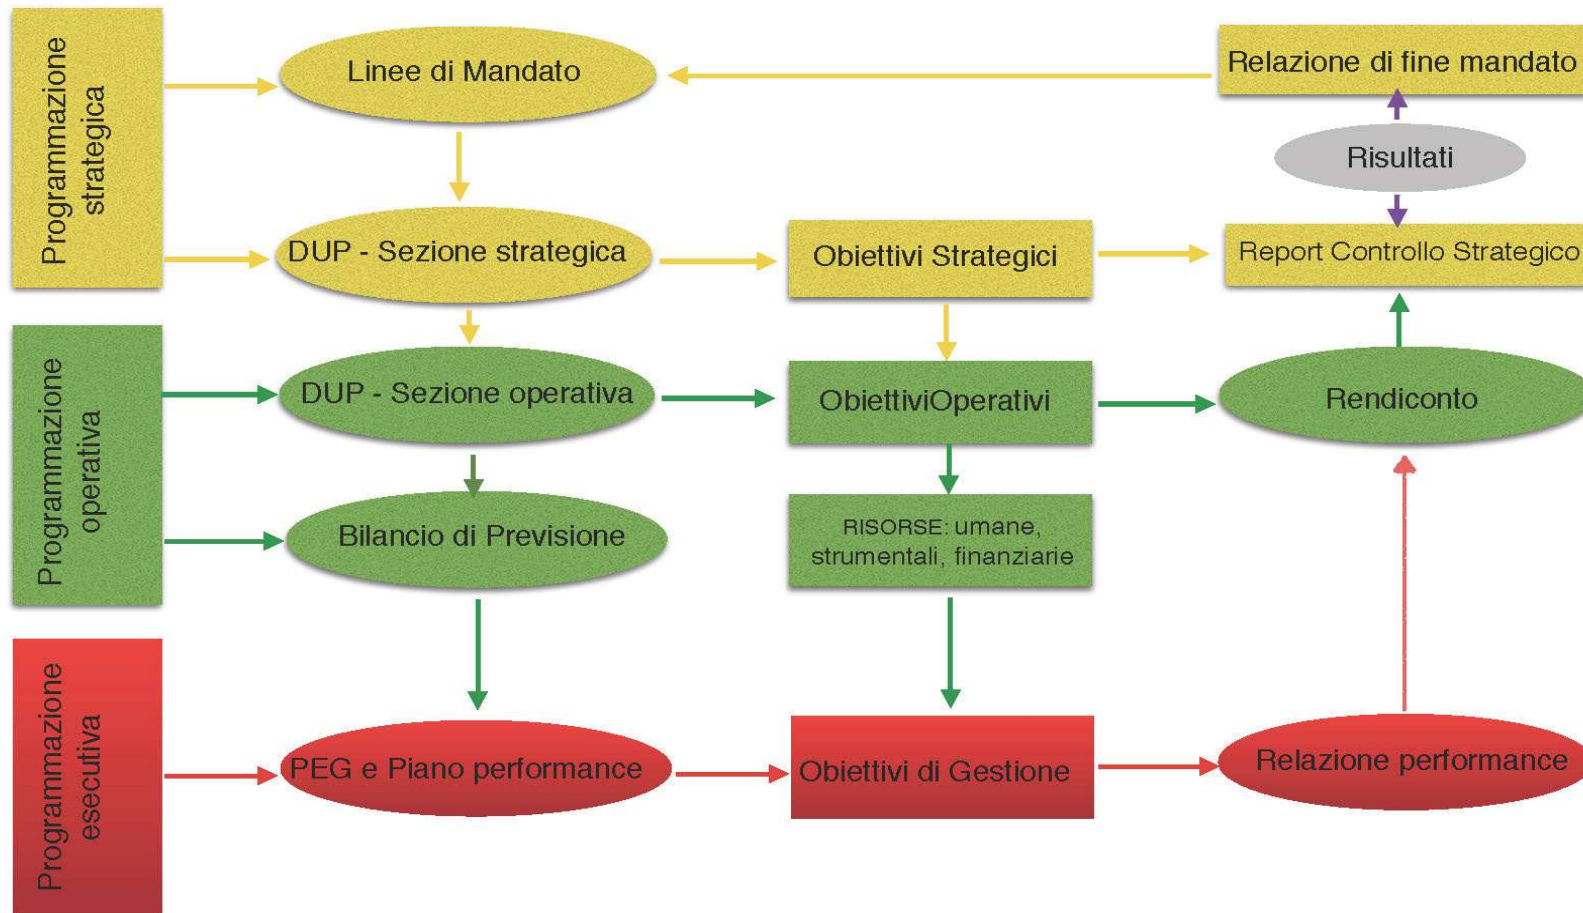 Programmazione
strategica
Linee di Mandato
Relazione di fine mandato
Risultati
DUP - Sezione strategica
Obiettivi Strategici
Report Controllo Strategico
Programmazione
operativa
DUP - Sezione operativa
ObiettiviOperativi
Rendiconto
Bilancio di Previsione
RISORSE: umane,
strumentali, finanziarie
Programmazione
esecutiva
PEG e Piano performance
Obiettivi di Gestione
Relazione performance